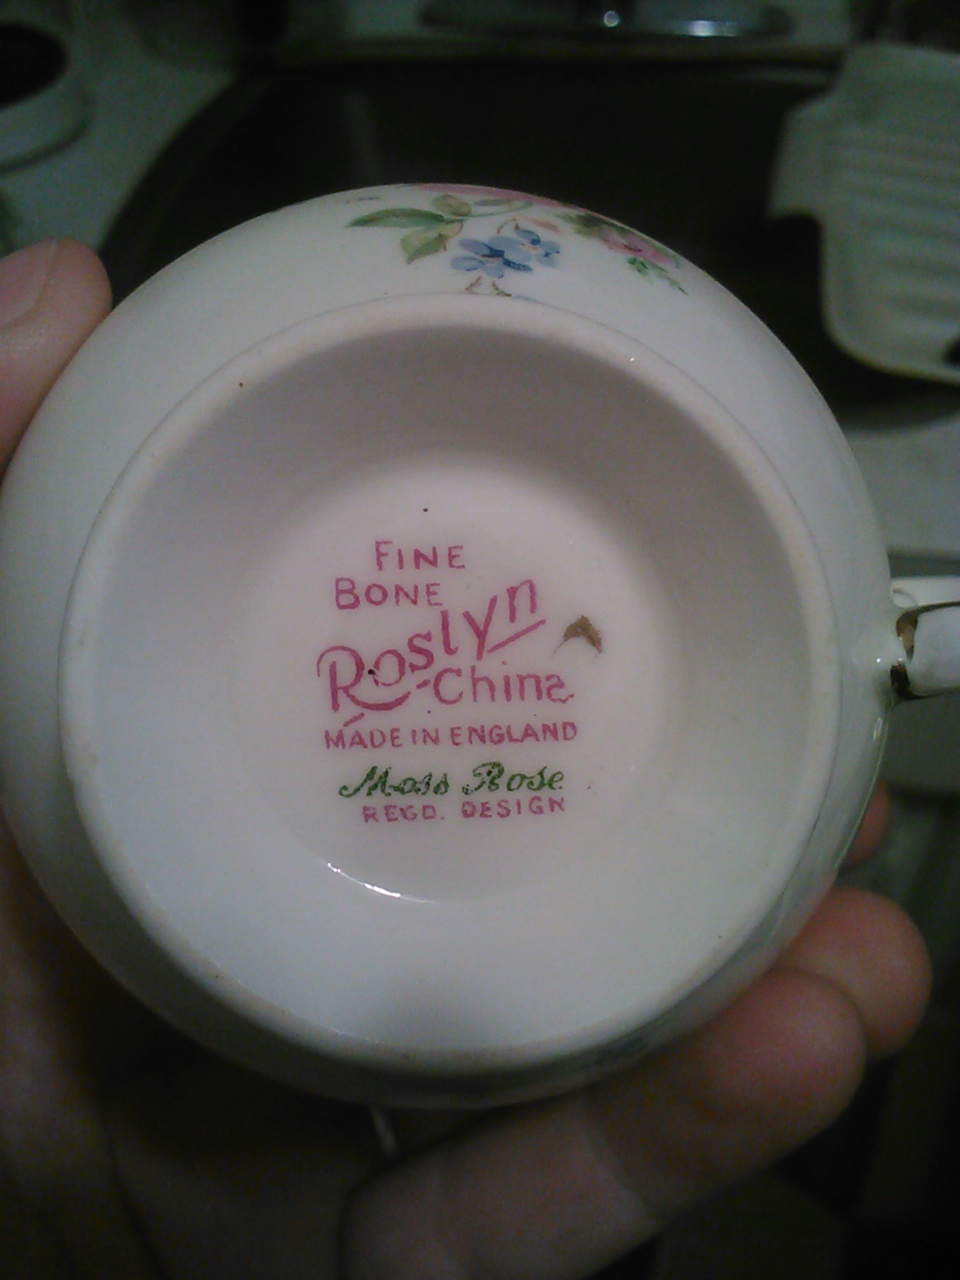 FINE
BONE
Roslyn
China
MADE IN ENGLAND
Moss Rose
REGD. DESIGN